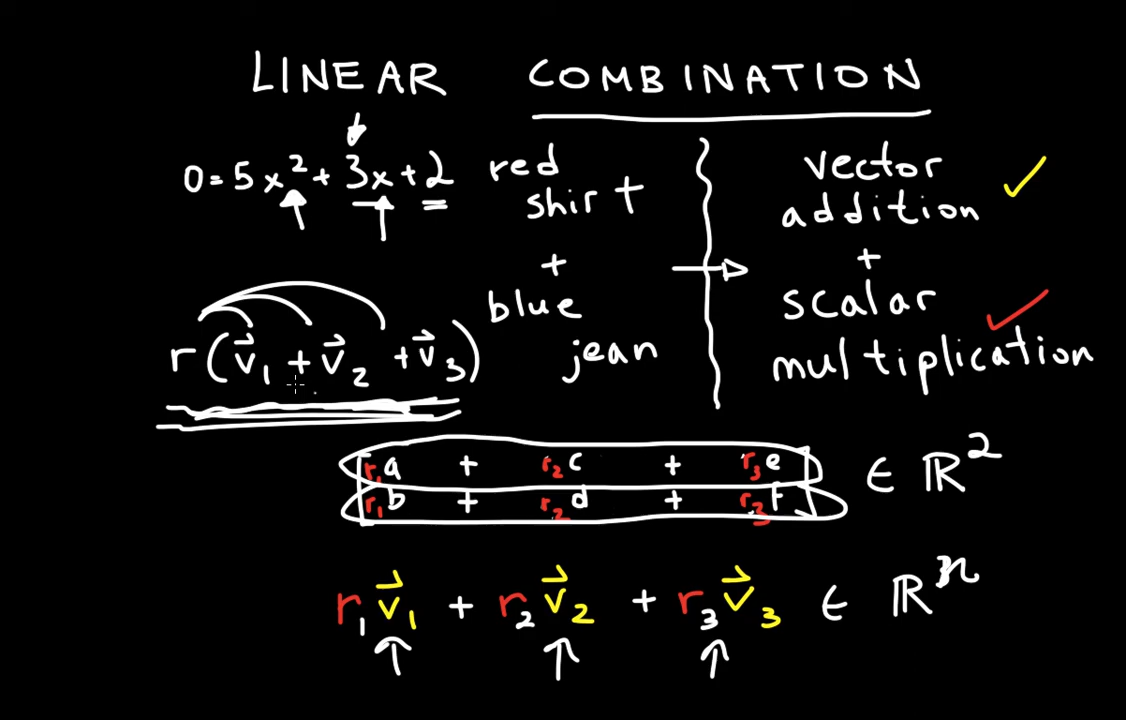 LINEAR COMBINATION
0 = 5x² + 3x + 2
red
shirt
+
blue
jean
vector
addition
+
scalar
multiplication
r(v⃗₁ + v⃗₂ + v⃗₃)
r₁a + r₂c + r₃e
r₁b + r₂d + r₃f
∈ ℝ²
r₁v⃗₁ + r₂v⃗₂ + r₃v⃗₃ ∈ ℝⁿ